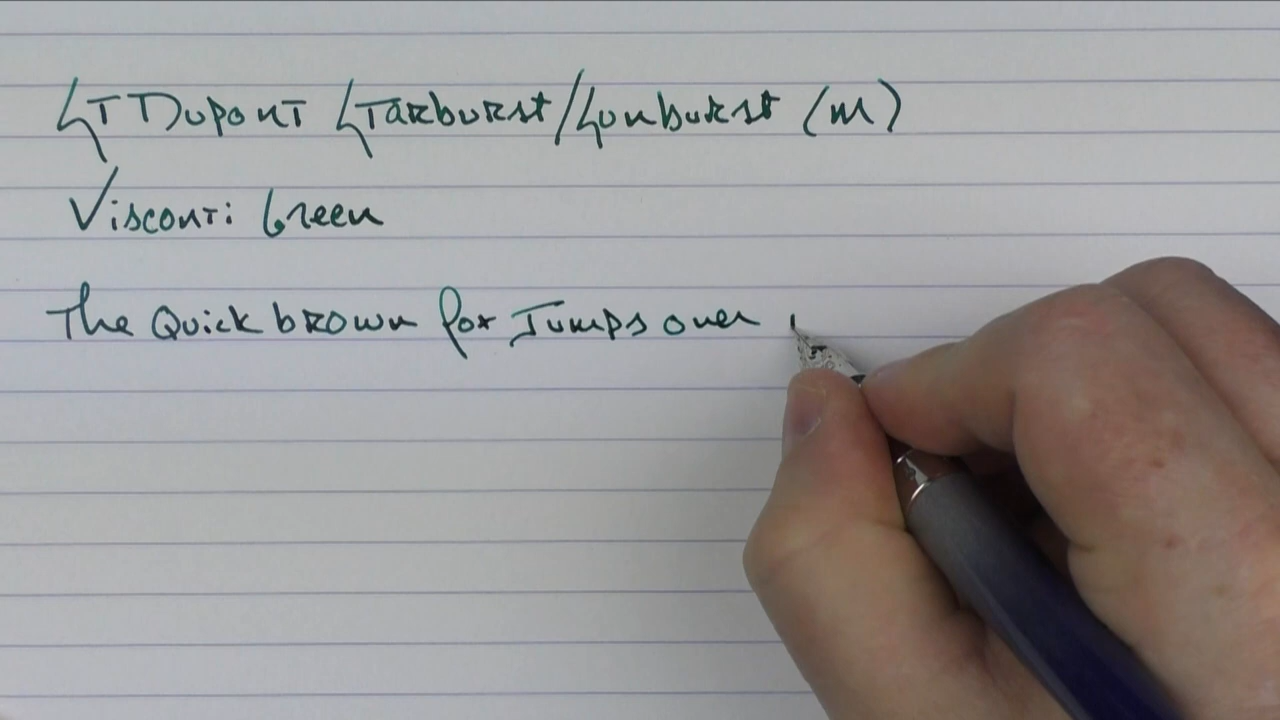 ST Dupont Starburst/Sunburst (M)
Visconti Green
The Quick brown fox Jumps over